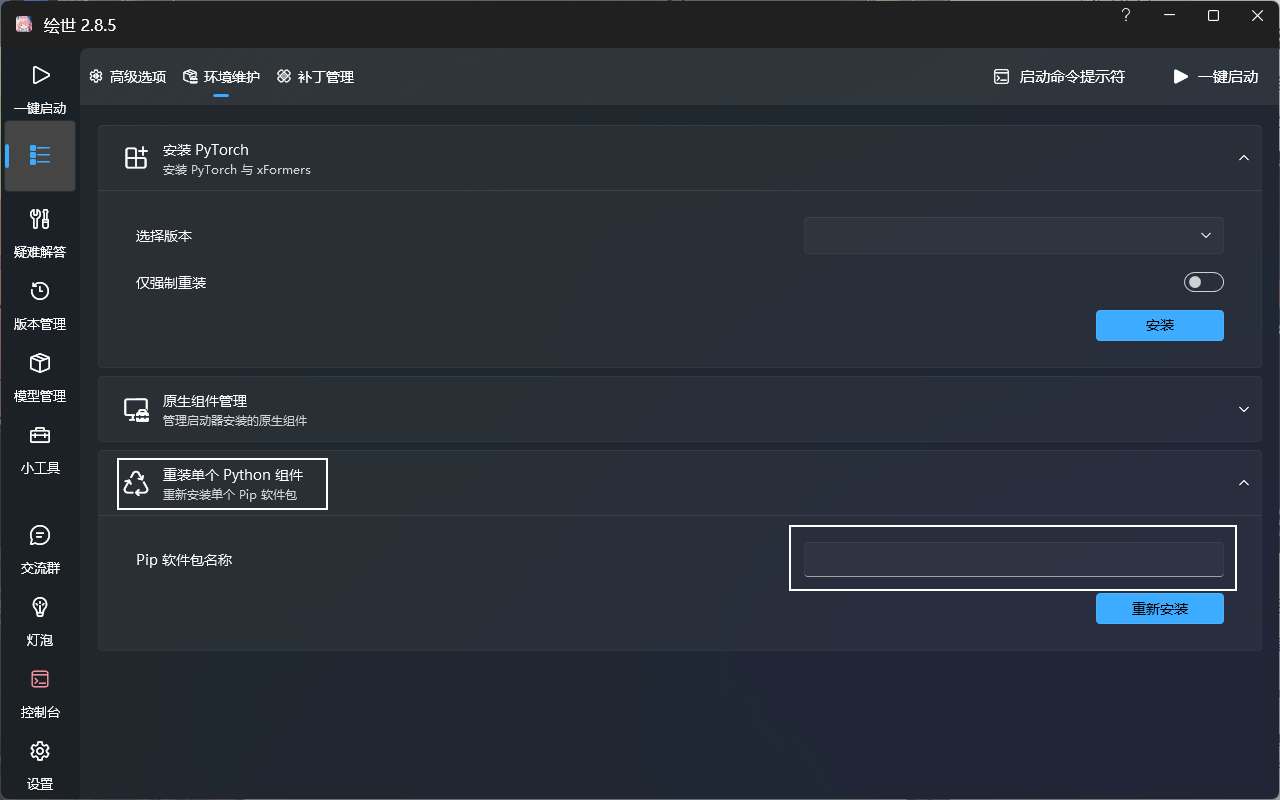 绘世 2.8.5
?
一键启动
疑难解答
版本管理
模型管理
小工具
交流群
灯泡
控制台
设置
高级选项
环境维护
补丁管理
启动命令提示符
一键启动
安装 PyTorch
安装 PyTorch 与 xFormers
选择版本
仅强制重装
安装
原生组件管理
管理启动器安装的原生组件
重装单个 Python 组件
重新安装单个 Pip 软件包
Pip 软件包名称
重新安装